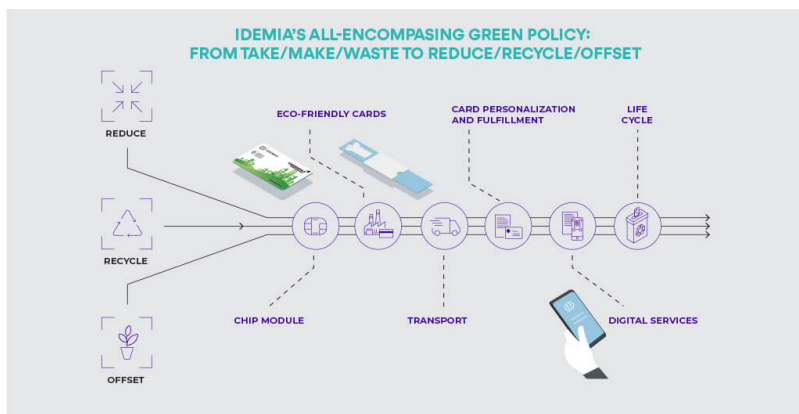 IDEMIA'S ALL-ENCOMPASING GREEN POLICY:
FROM TAKE/MAKE/WASTE TO REDUCE/RECYCLE/OFFSET
REDUCE
RECYCLE
OFFSET
ECO-FRIENDLY CARDS
CARD PERSONALIZATION
AND FULFILLMENT
LIFE
CYCLE
CHIP MODULE
TRANSPORT
DIGITAL SERVICES